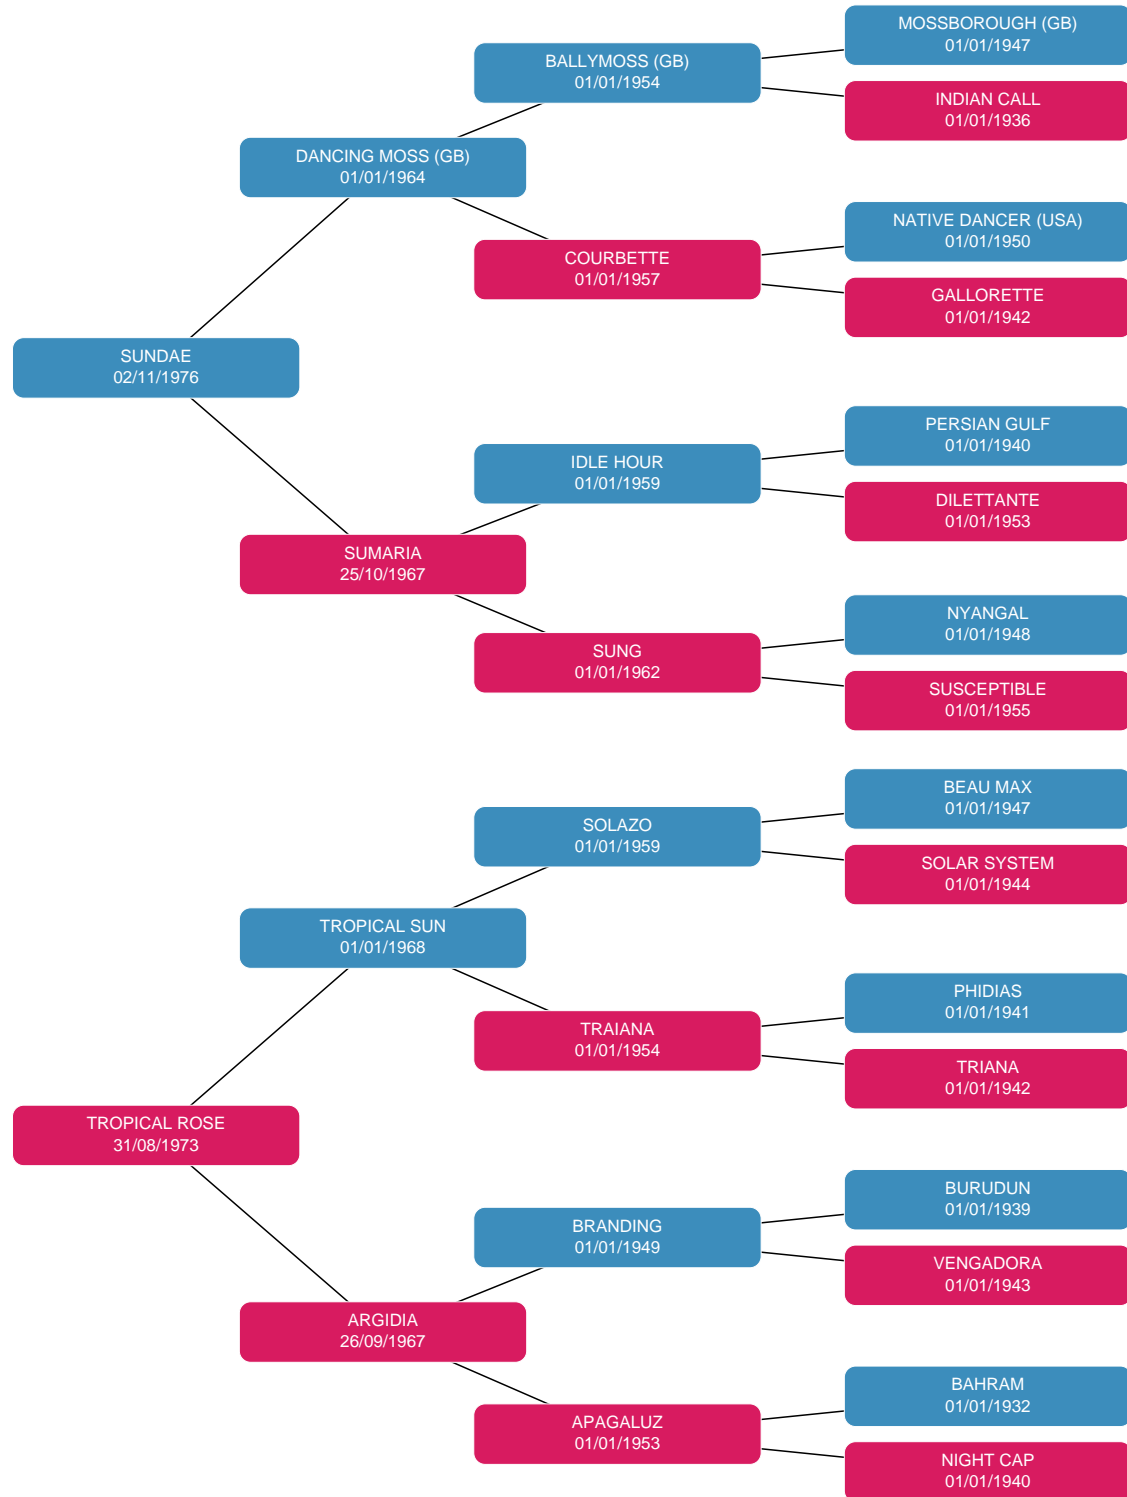 MOSSBOROUGH (GB)
01/01/1947
BALLYMOSS (GB)
01/01/1954
INDIAN CALL
01/01/1936
DANCING MOSS (GB)
01/01/1964
NATIVE DANCER (USA)
01/01/1950
COURBETTE
01/01/1957
GALLORETTE
01/01/1942
SUNDAE
02/11/1976
PERSIAN GULF
01/01/1940
IDLE HOUR
01/01/1959
DILETTANTE
01/01/1953
SUMARIA
25/10/1967
NYANGAL
01/01/1948
SUNG
01/01/1962
SUSCEPTIBLE
01/01/1955
BEAU MAX
01/01/1947
SOLAZO
01/01/1959
SOLAR SYSTEM
01/01/1944
TROPICAL SUN
01/01/1968
PHIDIAS
01/01/1941
TRAIANA
01/01/1954
TRIANA
01/01/1942
TROPICAL ROSE
31/08/1973
BURUDUN
01/01/1939
BRANDING
01/01/1949
VENGADORA
01/01/1943
ARGIDIA
26/09/1967
BAHRAM
01/01/1932
APAGALUZ
01/01/1953
NIGHT CAP
01/01/1940